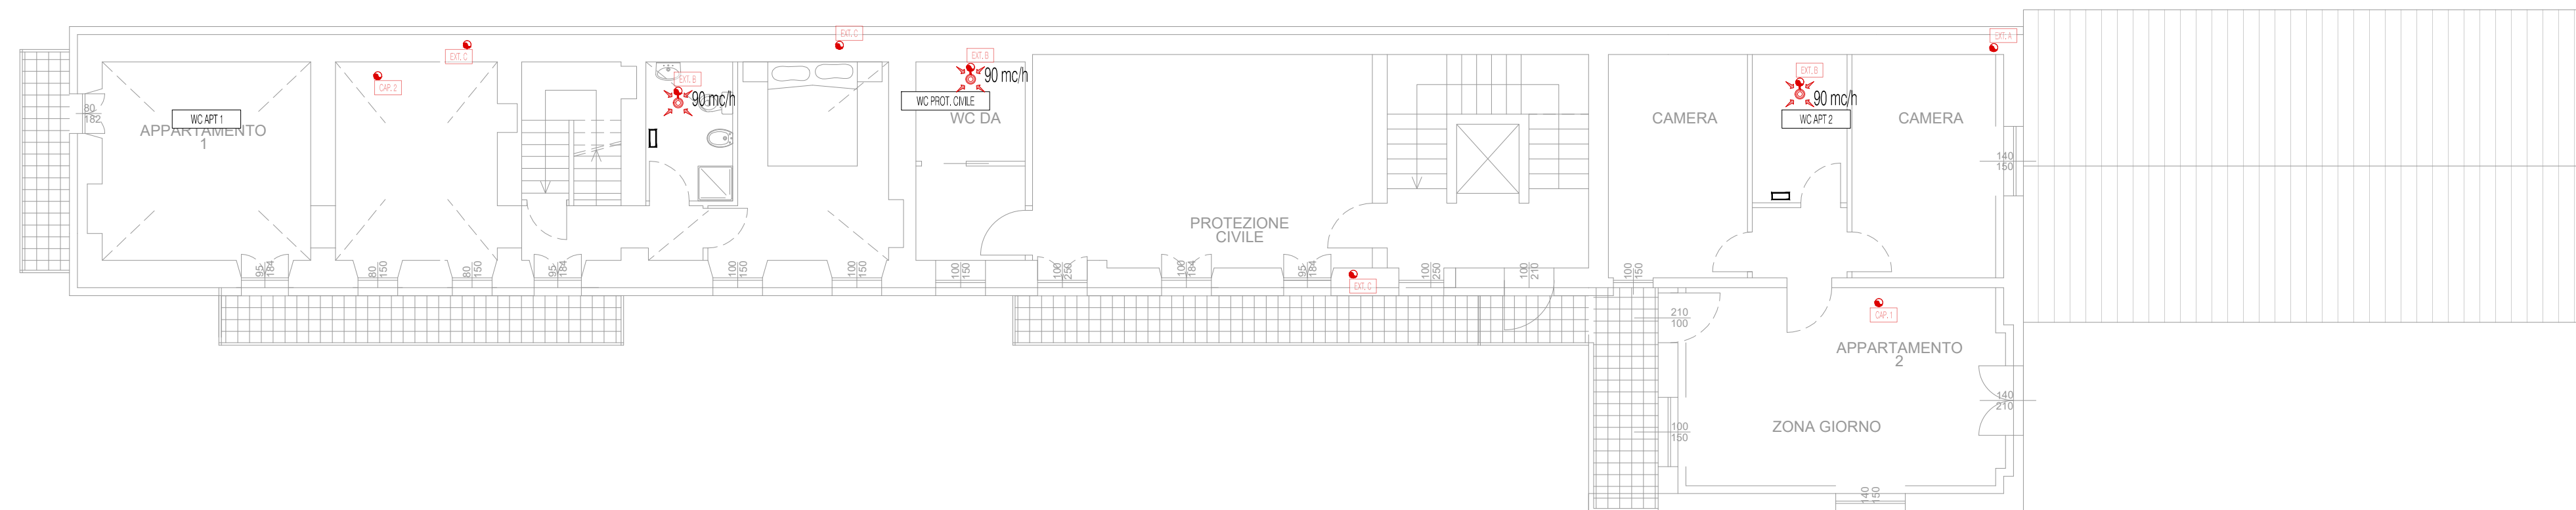 EXT. C
EXT. B
EXT. A
EXT. C
90 mc/h
EXT. B
90 mc/h
EXT. B
90 mc/h
CAP. 2
WC PROT. CIVILE
80
182
WC APT 1
APPARTAMENTO
1
WC DA
CAMERA
WC APT 2
CAMERA
140
150
PROTEZIONE
CIVILE
95
184
80
150
80
150
95
184
100
150
100
150
100
150
100
250
100
184
95
184
EXT. C
100
250
100
210
100
150
210
100
CAP. 1
APPARTAMENTO
2
140
210
100
150
ZONA GIORNO
140
150